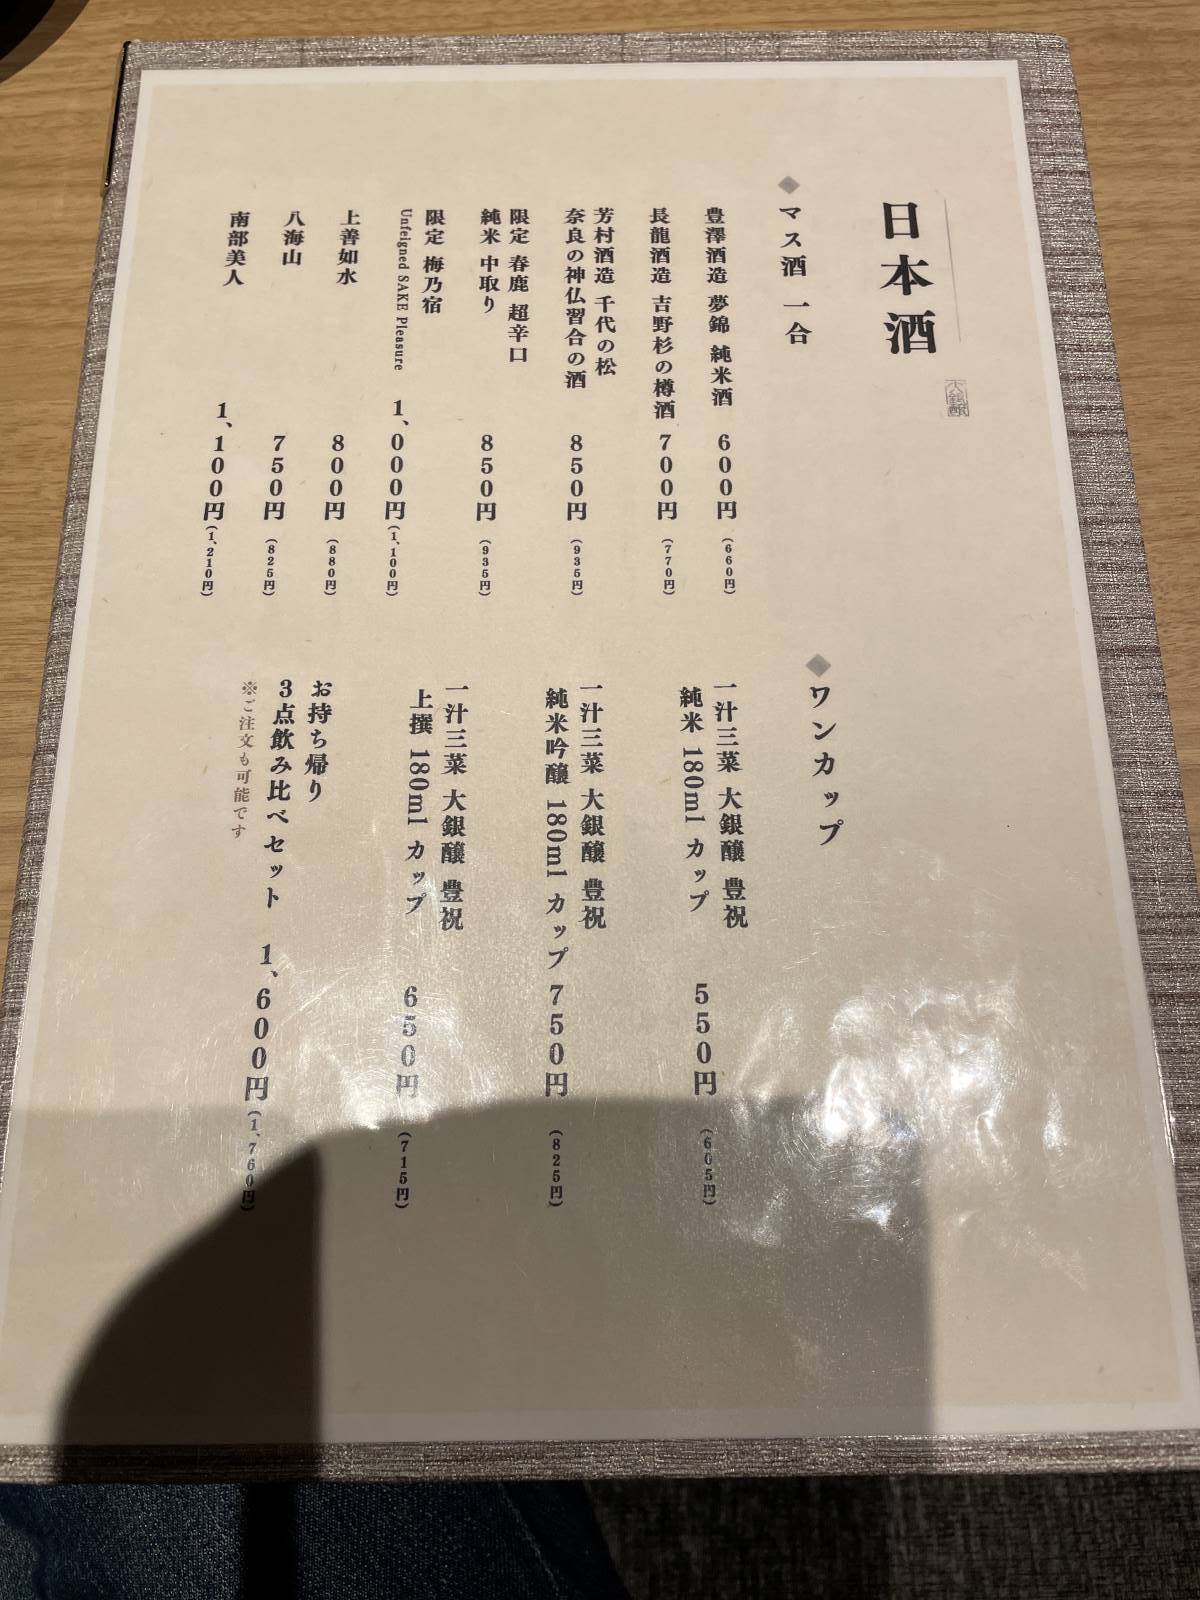 日本酒
大銀醸
◆マス酒 一合
豊澤酒造 夢錦 純米酒 600円(660円)
長龍酒造 吉野杉の樽酒 700円(770円)
芳村酒造 千代の松
奈良の神仏習合の酒 850円(935円)
限定 春鹿 超辛口
純米 中取り 850円(935円)
限定 梅乃宿
Unfeigned SAKE Pleasure 1、000円(1、100円)
上善如水 800円(880円)
八海山 750円(825円)
南部美人 1、100円(1、210円)
◆ワンカップ
一汁三菜 大銀醸 豊祝
純米 180ml カップ 550円(605円)
一汁三菜 大銀醸 豊祝
純米吟醸 180ml カップ 750円(825円)
一汁三菜 大銀醸 豊祝
上撰 180ml カップ 650円(715円)
お持ち帰り
3点飲み比べセット 1、600円(1、760円)
※ご注文も可能です